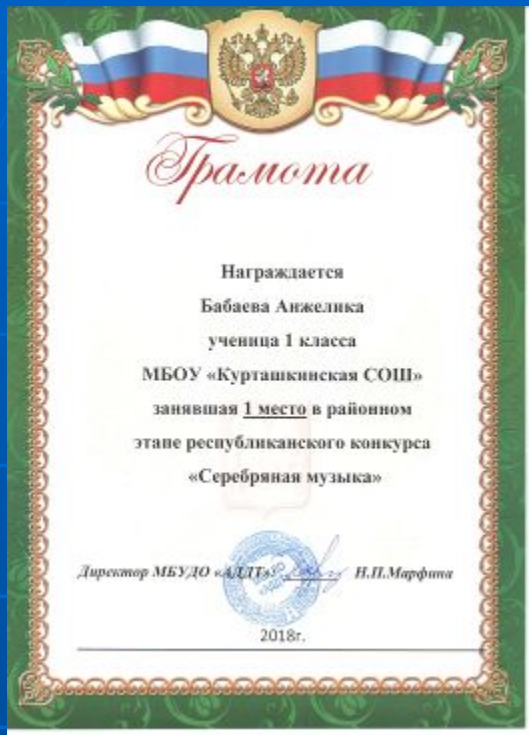 Грамота
Награждается
Бабаева Анжелика
ученица 1 класса
МБОУ «Курташкинская СОШ»
занявшая 1 место в районном
этапе республиканского конкурса
«Серебряная музыка»
Директор МБУДО «АДДТ»: Н.П.Марфина
2018г.